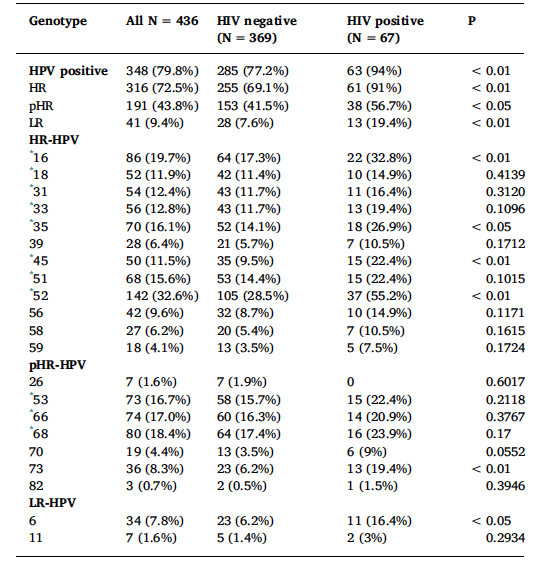 Genotype All N = 436 HIV negative (N = 369) HIV positive (N = 67) P
HPV positive 348 (79.8%) 285 (77.2%) 63 (94%) < 0.01
HR 316 (72.5%) 255 (69.1%) 61 (91%) < 0.01
pHR 191 (43.8%) 153 (41.5%) 38 (56.7%) < 0.05
LR 41 (9.4%) 28 (7.6%) 13 (19.4%) < 0.01
HR-HPV
*16 86 (19.7%) 64 (17.3%) 22 (32.8%) < 0.01
*18 52 (11.9%) 42 (11.4%) 10 (14.9%) 0.4139
*31 54 (12.4%) 43 (11.7%) 11 (16.4%) 0.3120
*33 56 (12.8%) 43 (11.7%) 13 (19.4%) 0.1096
*35 70 (16.1%) 52 (14.1%) 18 (26.9%) < 0.05
39 28 (6.4%) 21 (5.7%) 7 (10.5%) 0.1712
*45 50 (11.5%) 35 (9.5%) 15 (22.4%) < 0.01
*51 68 (15.6%) 53 (14.4%) 15 (22.4%) 0.1015
*52 142 (32.6%) 105 (28.5%) 37 (55.2%) < 0.01
56 42 (9.6%) 32 (8.7%) 10 (14.9%) 0.1171
58 27 (6.2%) 20 (5.4%) 7 (10.5%) 0.1615
59 18 (4.1%) 13 (3.5%) 5 (7.5%) 0.1724
pHR-HPV
26 7 (1.6%) 7 (1.9%) 0 0.6017
*53 73 (16.7%) 58 (15.7%) 15 (22.4%) 0.2118
*66 74 (17.0%) 60 (16.3%) 14 (20.9%) 0.3767
*68 80 (18.4%) 64 (17.4%) 16 (23.9%) 0.17
70 19 (4.4%) 13 (3.5%) 6 (9%) 0.0552
73 36 (8.3%) 23 (6.2%) 13 (19.4%) < 0.01
82 3 (0.7%) 2 (0.5%) 1 (1.5%) 0.3946
LR-HPV
6 34 (7.8%) 23 (6.2%) 11 (16.4%) < 0.05
11 7 (1.6%) 5 (1.4%) 2 (3%) 0.2934